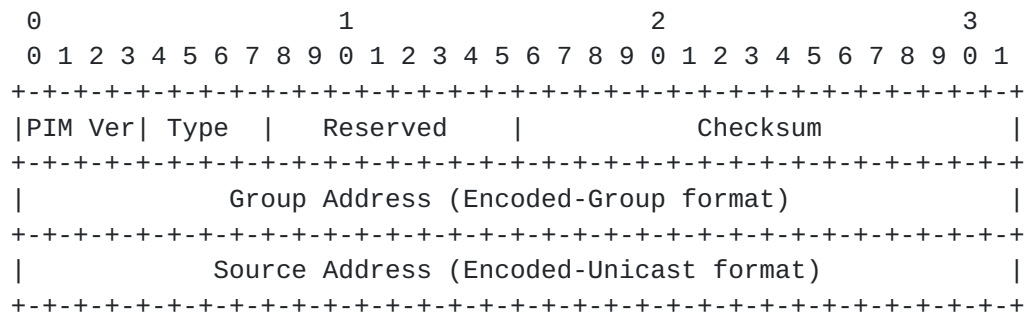 0                   1                   2                   3
 0 1 2 3 4 5 6 7 8 9 0 1 2 3 4 5 6 7 8 9 0 1 2 3 4 5 6 7 8 9 0 1
+-+-+-+-+-+-+-+-+-+-+-+-+-+-+-+-+-+-+-+-+-+-+-+-+-+-+-+-+-+-+-+-+
|PIM Ver| Type  |   Reserved    |           Checksum            |
+-+-+-+-+-+-+-+-+-+-+-+-+-+-+-+-+-+-+-+-+-+-+-+-+-+-+-+-+-+-+-+-+
|             Group Address (Encoded-Group format)              |
+-+-+-+-+-+-+-+-+-+-+-+-+-+-+-+-+-+-+-+-+-+-+-+-+-+-+-+-+-+-+-+-+
|            Source Address (Encoded-Unicast format)            |
+-+-+-+-+-+-+-+-+-+-+-+-+-+-+-+-+-+-+-+-+-+-+-+-+-+-+-+-+-+-+-+-+